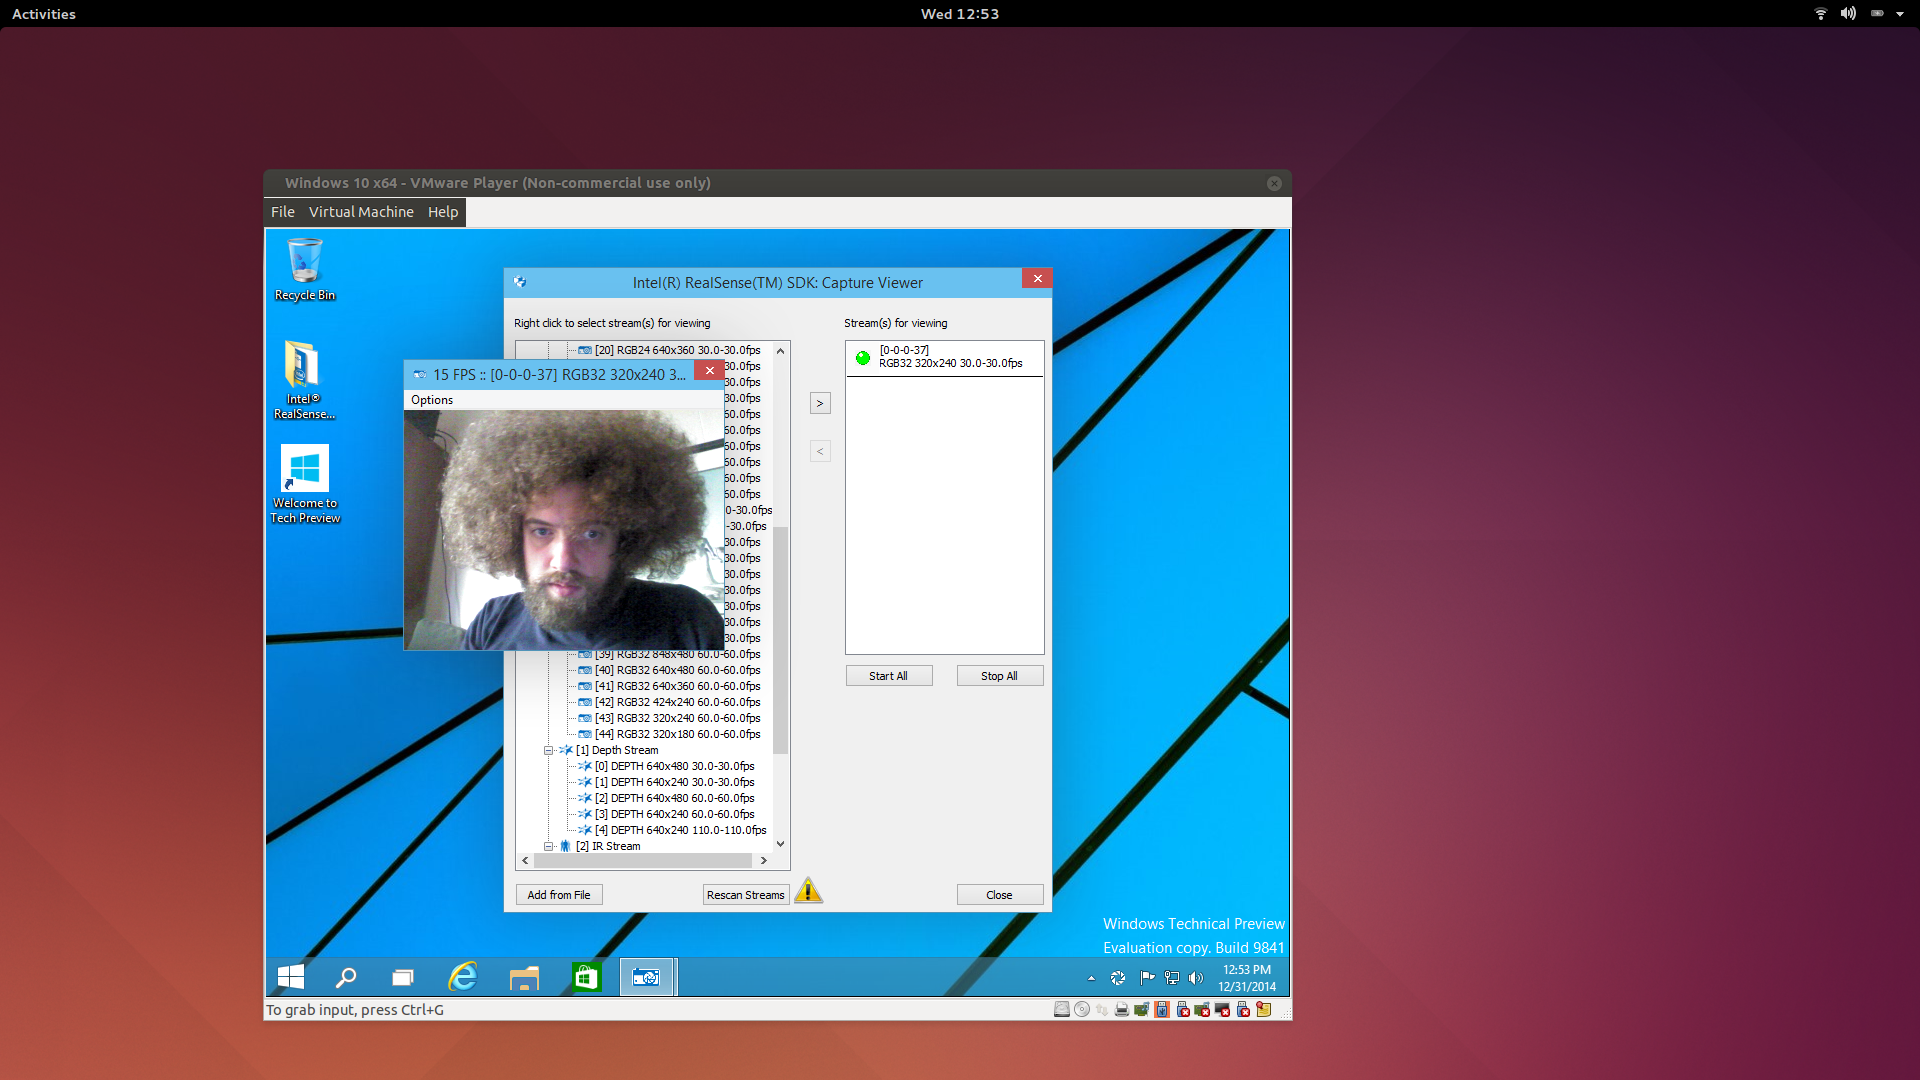 Activities
Wed 12:53
Windows 10 x64 - VMware Player (Non-commercial use only)
File Virtual Machine Help
Recycle Bin
Intel®
RealSense...
Welcome to
Tech Preview
Intel(R) RealSense(TM) SDK: Capture Viewer
Right click to select stream(s) for viewing
[20] RGB24 640x360 30.0-30.0fps
30.0fps
30.0fps
30.0fps
60.0fps
60.0fps
60.0fps
60.0fps
60.0fps
60.0fps
0-30.0fps
-30.0fps
30.0fps
30.0fps
30.0fps
30.0fps
30.0fps
30.0fps
30.0fps
[39] RGB32 848x480 60.0-60.0fps
[40] RGB32 640x480 60.0-60.0fps
[41] RGB32 640x360 60.0-60.0fps
[42] RGB32 424x240 60.0-60.0fps
[43] RGB32 320x240 60.0-60.0fps
[44] RGB32 320x180 60.0-60.0fps
[1] Depth Stream
[0] DEPTH 640x480 30.0-30.0fps
[1] DEPTH 640x240 30.0-30.0fps
[2] DEPTH 640x480 60.0-60.0fps
[3] DEPTH 640x240 60.0-60.0fps
[4] DEPTH 640x240 110.0-110.0fps
[2] IR Stream
15 FPS :: [0-0-0-37] RGB32 320x240 3...
Options
>
<
Stream(s) for viewing
[0-0-0-37]
RGB32 320x240 30.0-30.0fps
Start All
Stop All
Add from File
Rescan Streams
Close
Windows Technical Preview
Evaluation copy. Build 9841
12:53 PM
12/31/2014
To grab input, press Ctrl+G